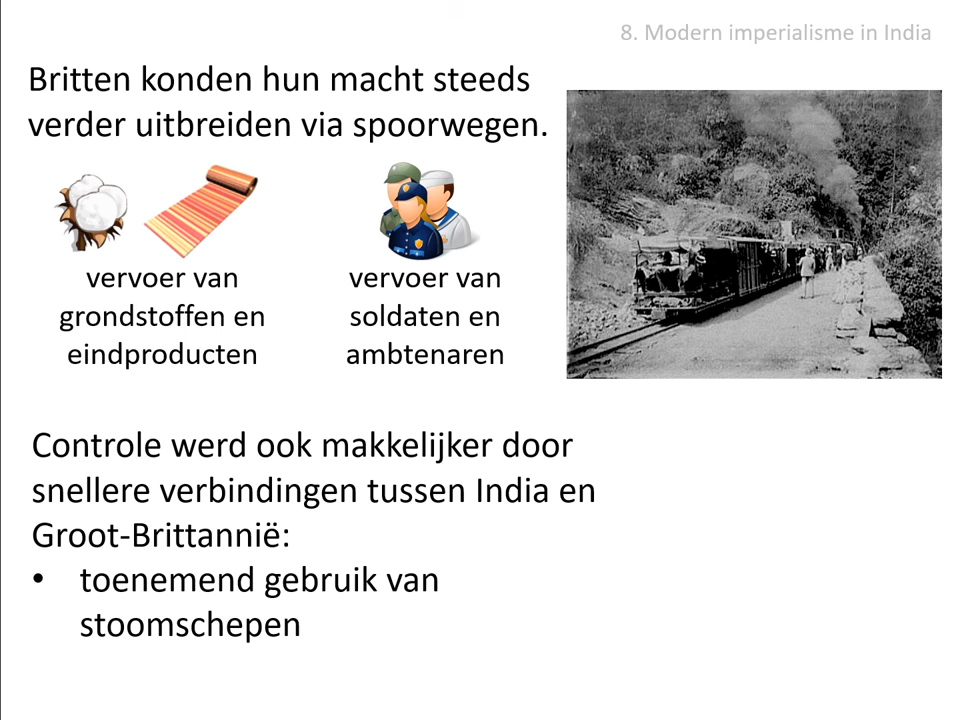 8. Modern imperialisme in India
Britten konden hun macht steeds
verder uitbreiden via spoorwegen.
vervoer van
grondstoffen en
eindproducten
vervoer van
soldaten en
ambtenaren
Controle werd ook makkelijker door
snellere verbindingen tussen India en
Groot-Brittannië:
• toenemend gebruik van
stoomschepen